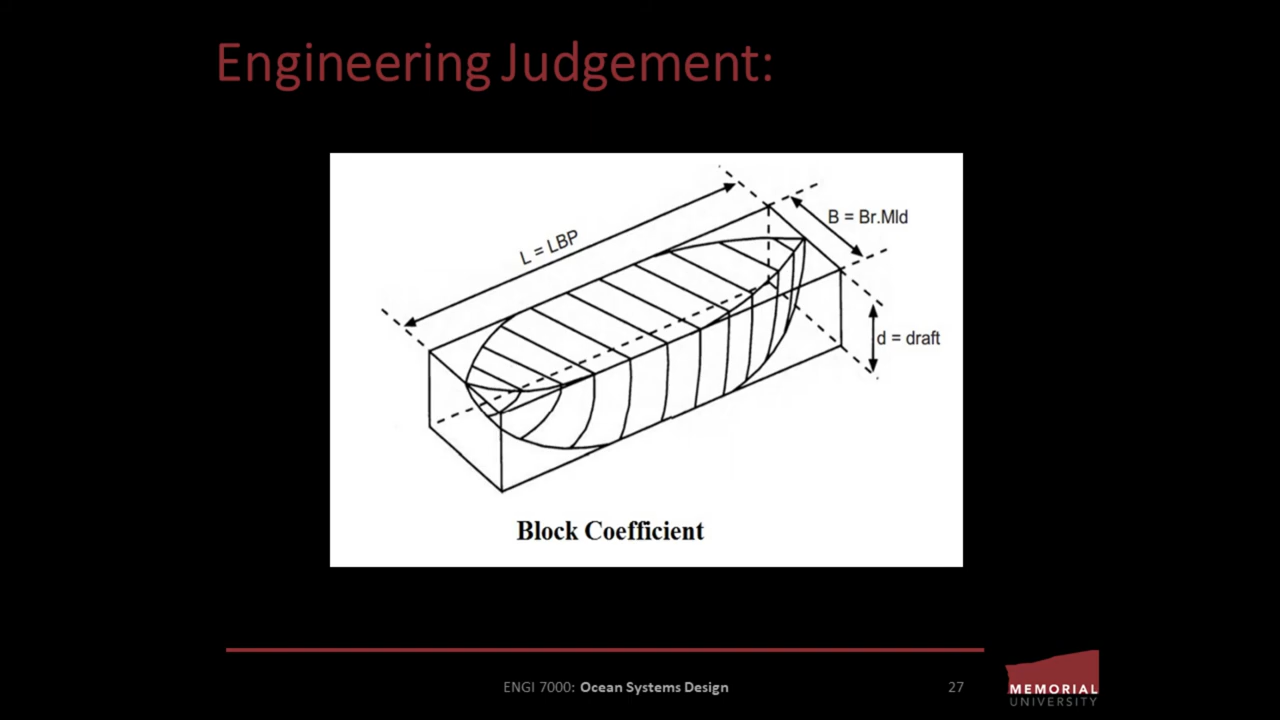 Engineering Judgement:
L = LBP
B = Br.Mld
d = draft
Block Coefficient
ENGI 7000: Ocean Systems Design
27
MEMORIAL
UNIVERSITY